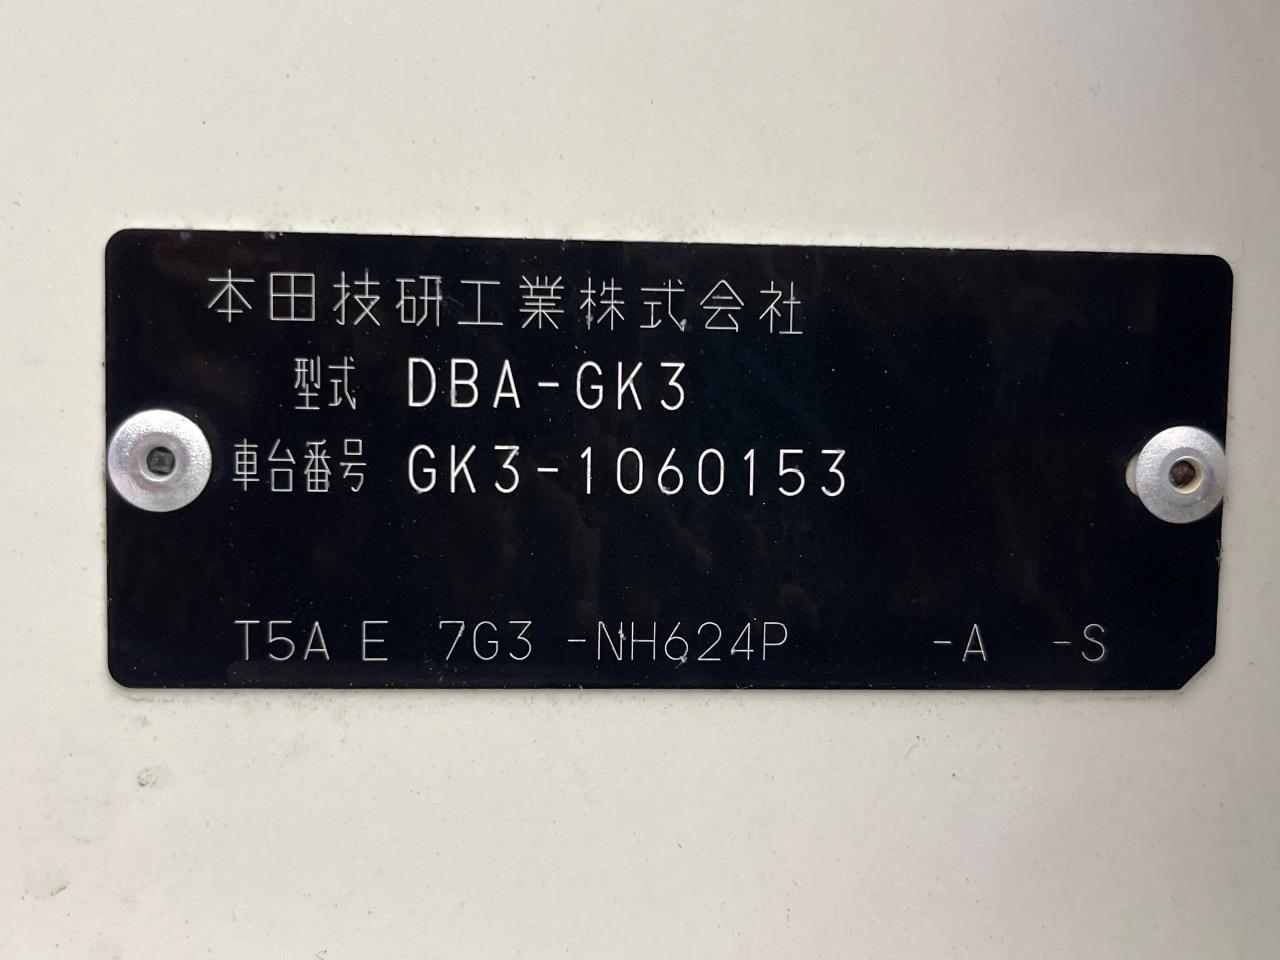 本田技研工業株式会社
型式 DBA-GK3
車台番号 GK3-1060153
T5A E 7G3 -NH624P -A -S